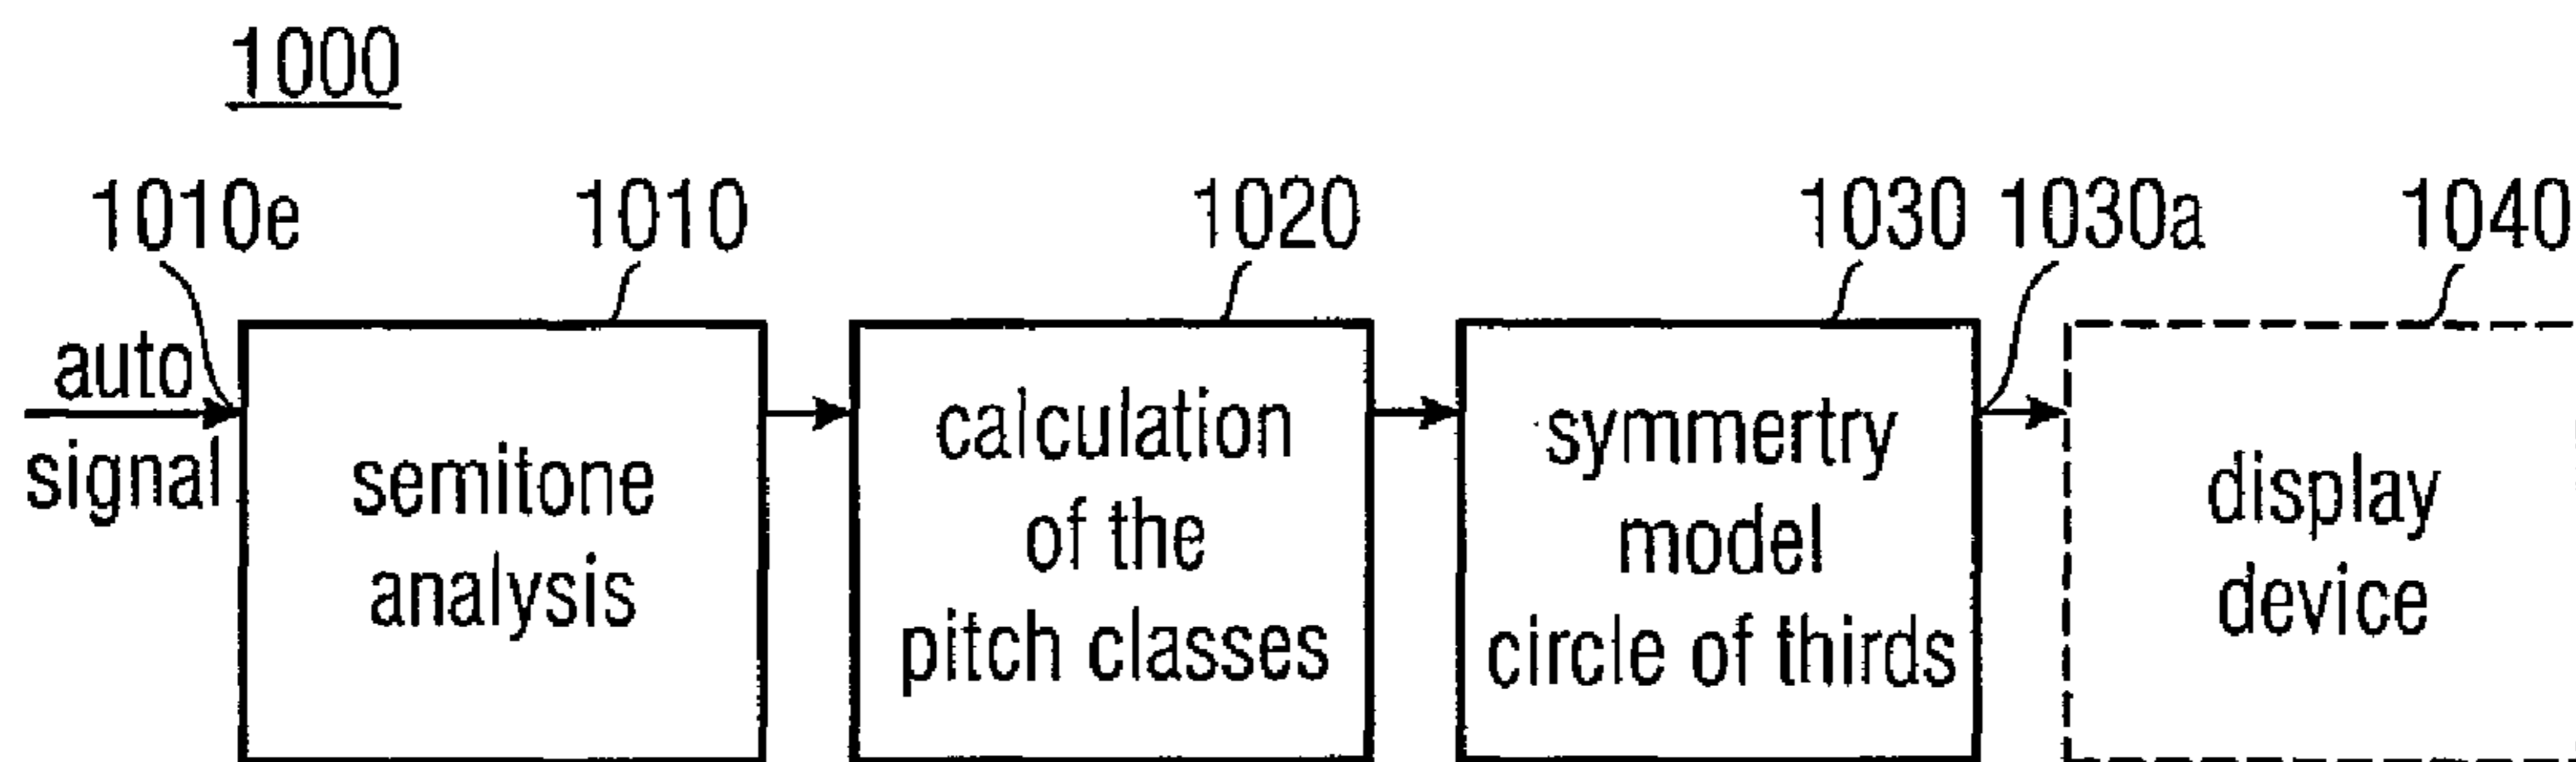 1000
1010e
1010
1020
1030
1030a
1040
auto
signal
semitone
analysis
calculation
of the
pitch classes
symmertry
model
circle of thirds
display
device